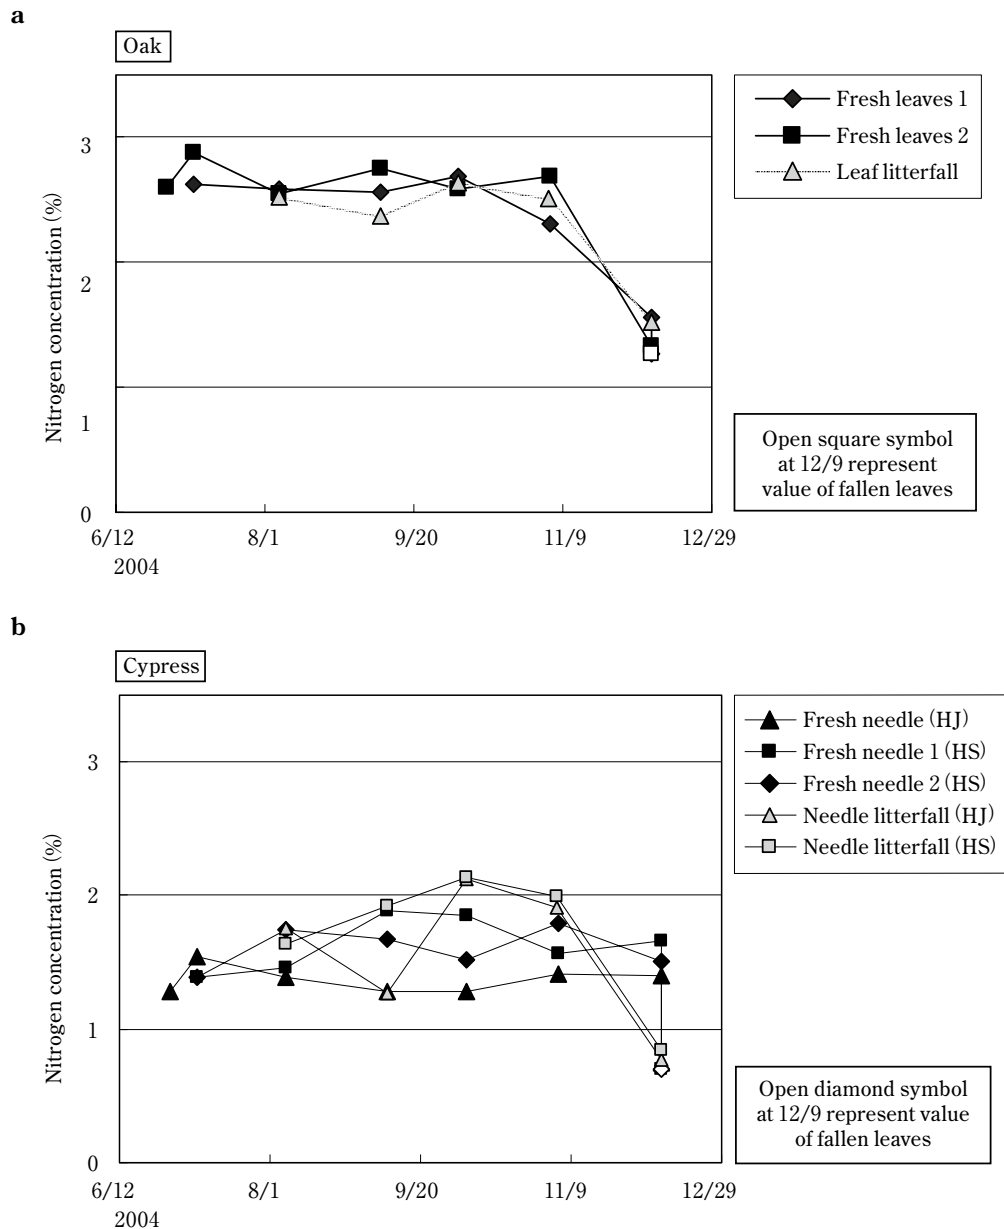 a
Oak
Nitrogen concentration (%)
3
2
1
0
6/12
8/1
9/20
11/9
12/29
2004
Fresh leaves 1
Fresh leaves 2
Leaf litterfall
Open square symbol
at 12/9 represent
value of fallen leaves
b
Cypress
Nitrogen concentration (%)
3
2
1
0
6/12
8/1
9/20
11/9
12/29
2004
Fresh needle (HJ)
Fresh needle 1 (HS)
Fresh needle 2 (HS)
Needle litterfall (HJ)
Needle litterfall (HS)
Open diamond symbol
at 12/9 represent value
of fallen leaves